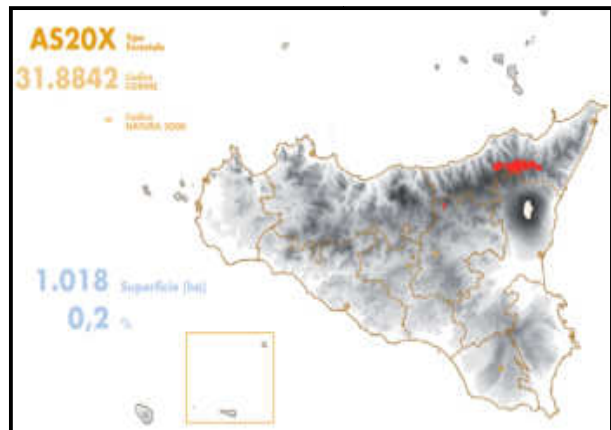 AS20X Tipo Forestale
31.8842 Codice CORINE
- Codice NATURA 2000
1.018 Superficie (ha)
0,2 %